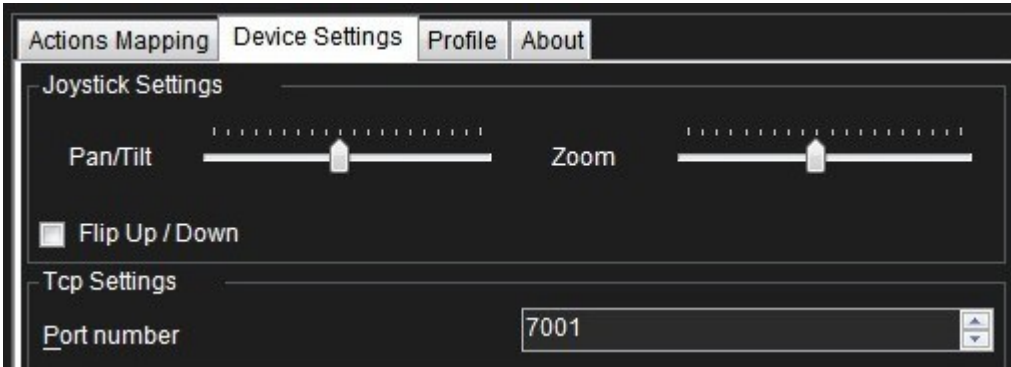 Actions Mapping Device Settings Profile About
Joystick Settings
Pan/Tilt Zoom
Flip Up / Down
Tcp Settings
Port number 7001